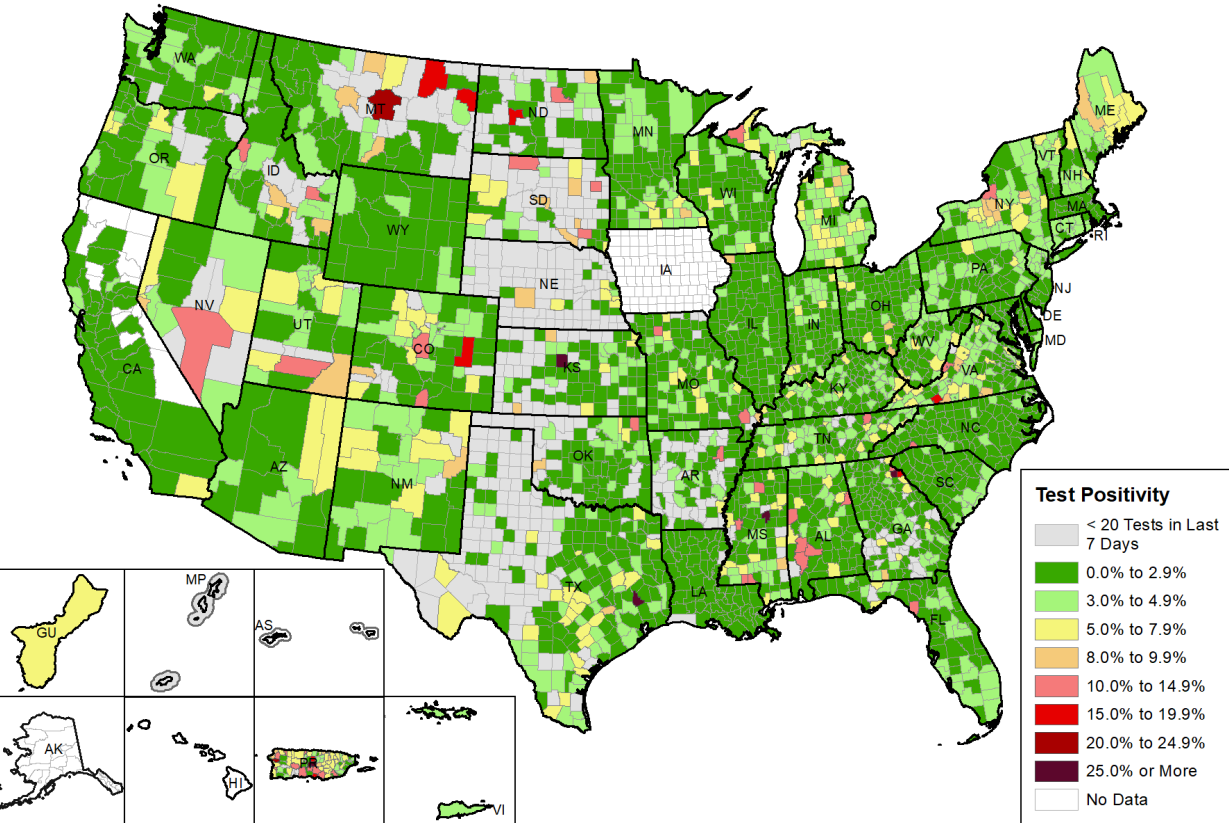 WA
MT
ND
MN
ME
OR
ID
SD
WI
MI
VT
NH
NY
MA
CT
RI
WY
NE
IA
PA
NJ
NV
UT
CO
KS
IL
IN
OH
DE
MD
WV
VA
CA
MO
KY
AZ
NM
OK
AR
TN
NC
SC
MS
AL
GA
TX
LA
FL
MP
GU
AS
AK
HI
PR
VI
Test Positivity
< 20 Tests in Last
7 Days
0.0% to 2.9%
3.0% to 4.9%
5.0% to 7.9%
8.0% to 9.9%
10.0% to 14.9%
15.0% to 19.9%
20.0% to 24.9%
25.0% or More
No Data